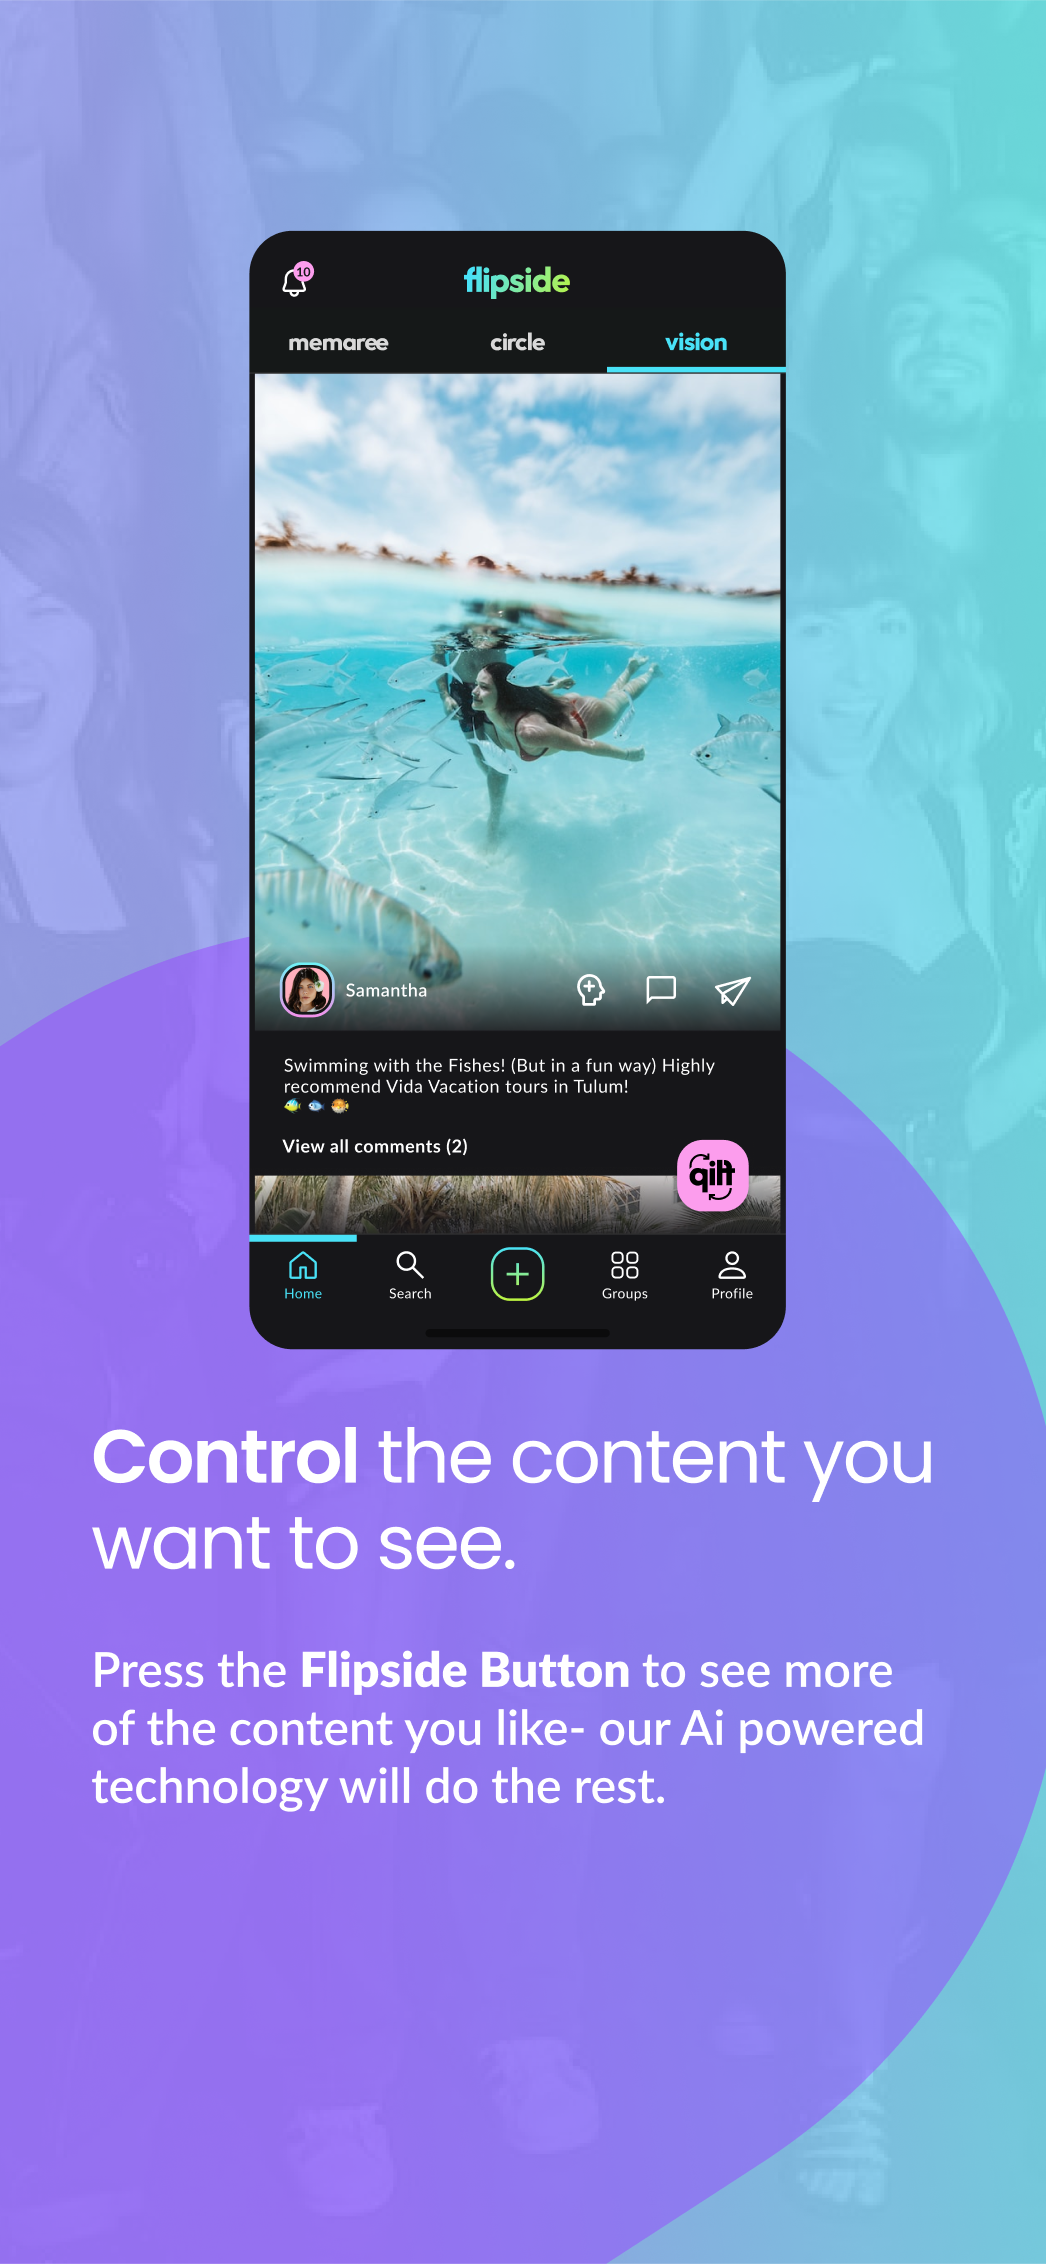 10
flipside
memaree circle vision
Samantha
Swimming with the Fishes! (But in a fun way) Highly
recommend Vida Vacation tours in Tulum!
🐠 🐟 🐡
View all comments (2)
Home Search Groups Profile
Control the content you
want to see.
Press the Flipside Button to see more
of the content you like- our Ai powered
technology will do the rest.